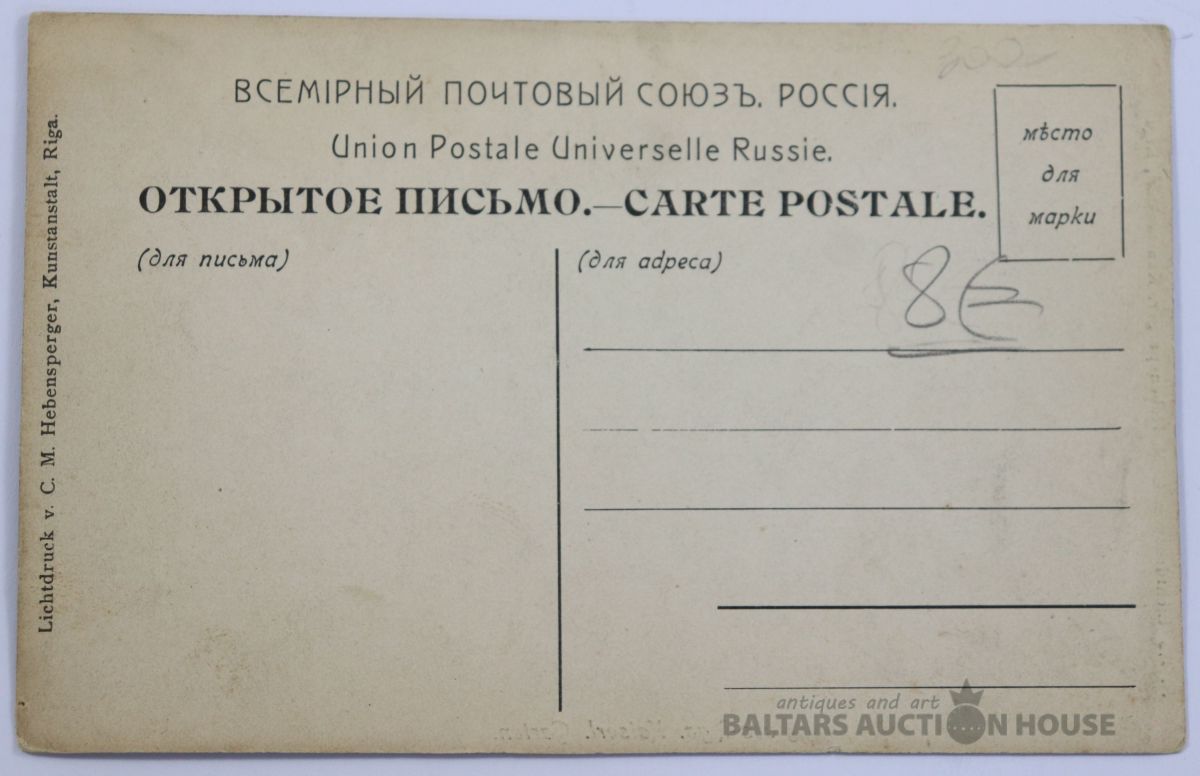 ВСЕМІРНЫЙ ПОЧТОВЫЙ СОЮЗЪ. РОССІЯ.
Union Postale Universelle Russie.
ОТКРЫТОЕ ПИСЬМО.—CARTE POSTALE.
мѣсто
для
марки
(для письма)
(для адреса)
8€
Lichtdruck v. C. M. Hebensperger, Kunstanstalt, Riga.
antiques and art
BALTARS AUCTION HOUSE